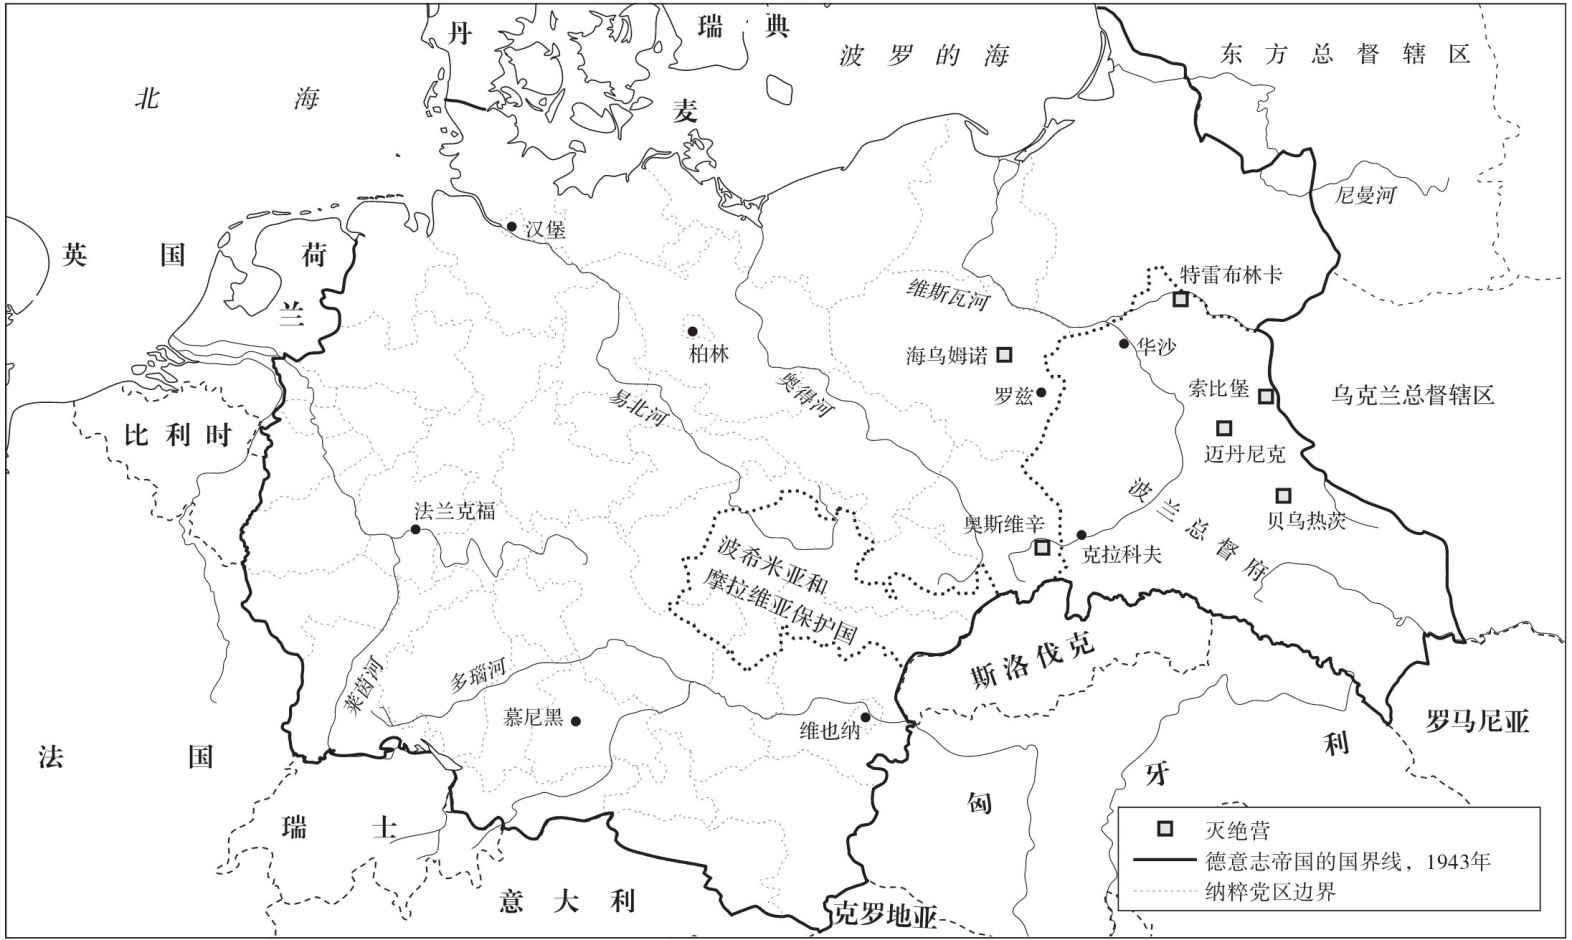 丹
瑞 典
波罗的海
东方总督辖区
北海
麦
尼曼河
汉堡
英国
荷
兰
特雷布林卡
维斯瓦河
柏林
海乌姆诺
华沙
罗兹
索比堡
乌克兰总督辖区
奥得河
易北河
比利时
迈丹尼克
法兰克福
奥斯维辛
克拉科夫
波兰总督府
贝乌热茨
波希米亚和
摩拉维亚保护国
斯洛伐克
莱茵河
多瑙河
慕尼黑
维也纳
罗马尼亚
法国
匈
牙
利
瑞士
意大利
克罗地亚
灭绝营
德意志帝国的国界线，1943年
纳粹党区边界